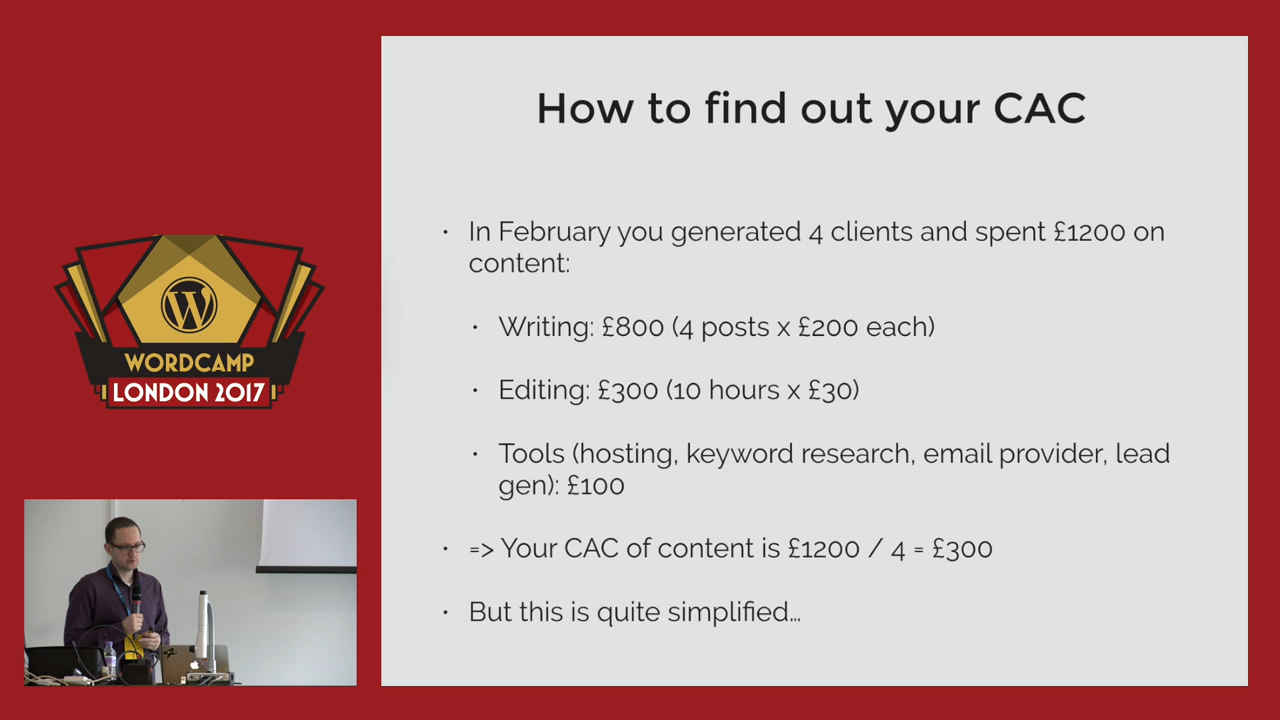 How to find out your CAC
• In February you generated 4 clients and spent £1200 on
content:
• Writing: £800 (4 posts x £200 each)
• Editing: £300 (10 hours x £30)
• Tools (hosting, keyword research, email provider, lead
gen): £100
• => Your CAC of content is £1200 / 4 = £300
• But this is quite simplified…
W
WORDCAMP
LONDON 2017